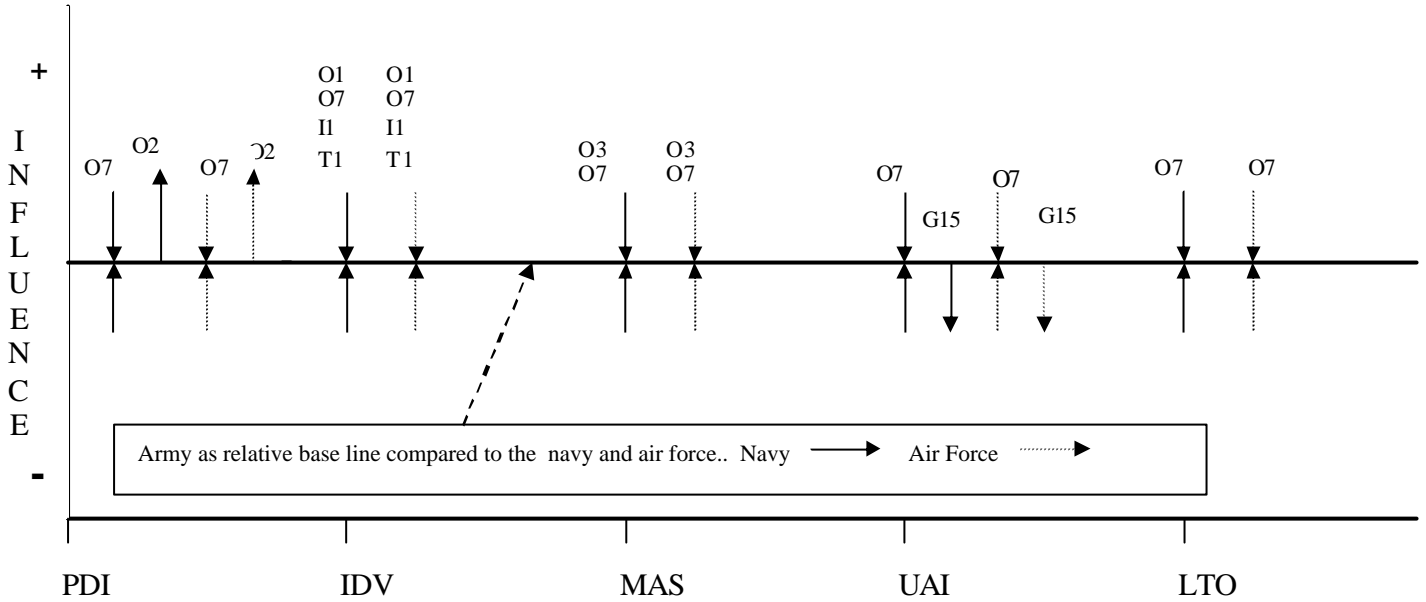 +
INFLUENCE
-
O7
O2
O7
O2
O1
O7
I1
T1
O1
O7
I1
T1
O3
O7
O3
O7
O7
G15
O7
G15
O7
O7
Army as relative base line compared to the navy and air force.. Navy Air Force
PDI IDV MAS UAI LTO